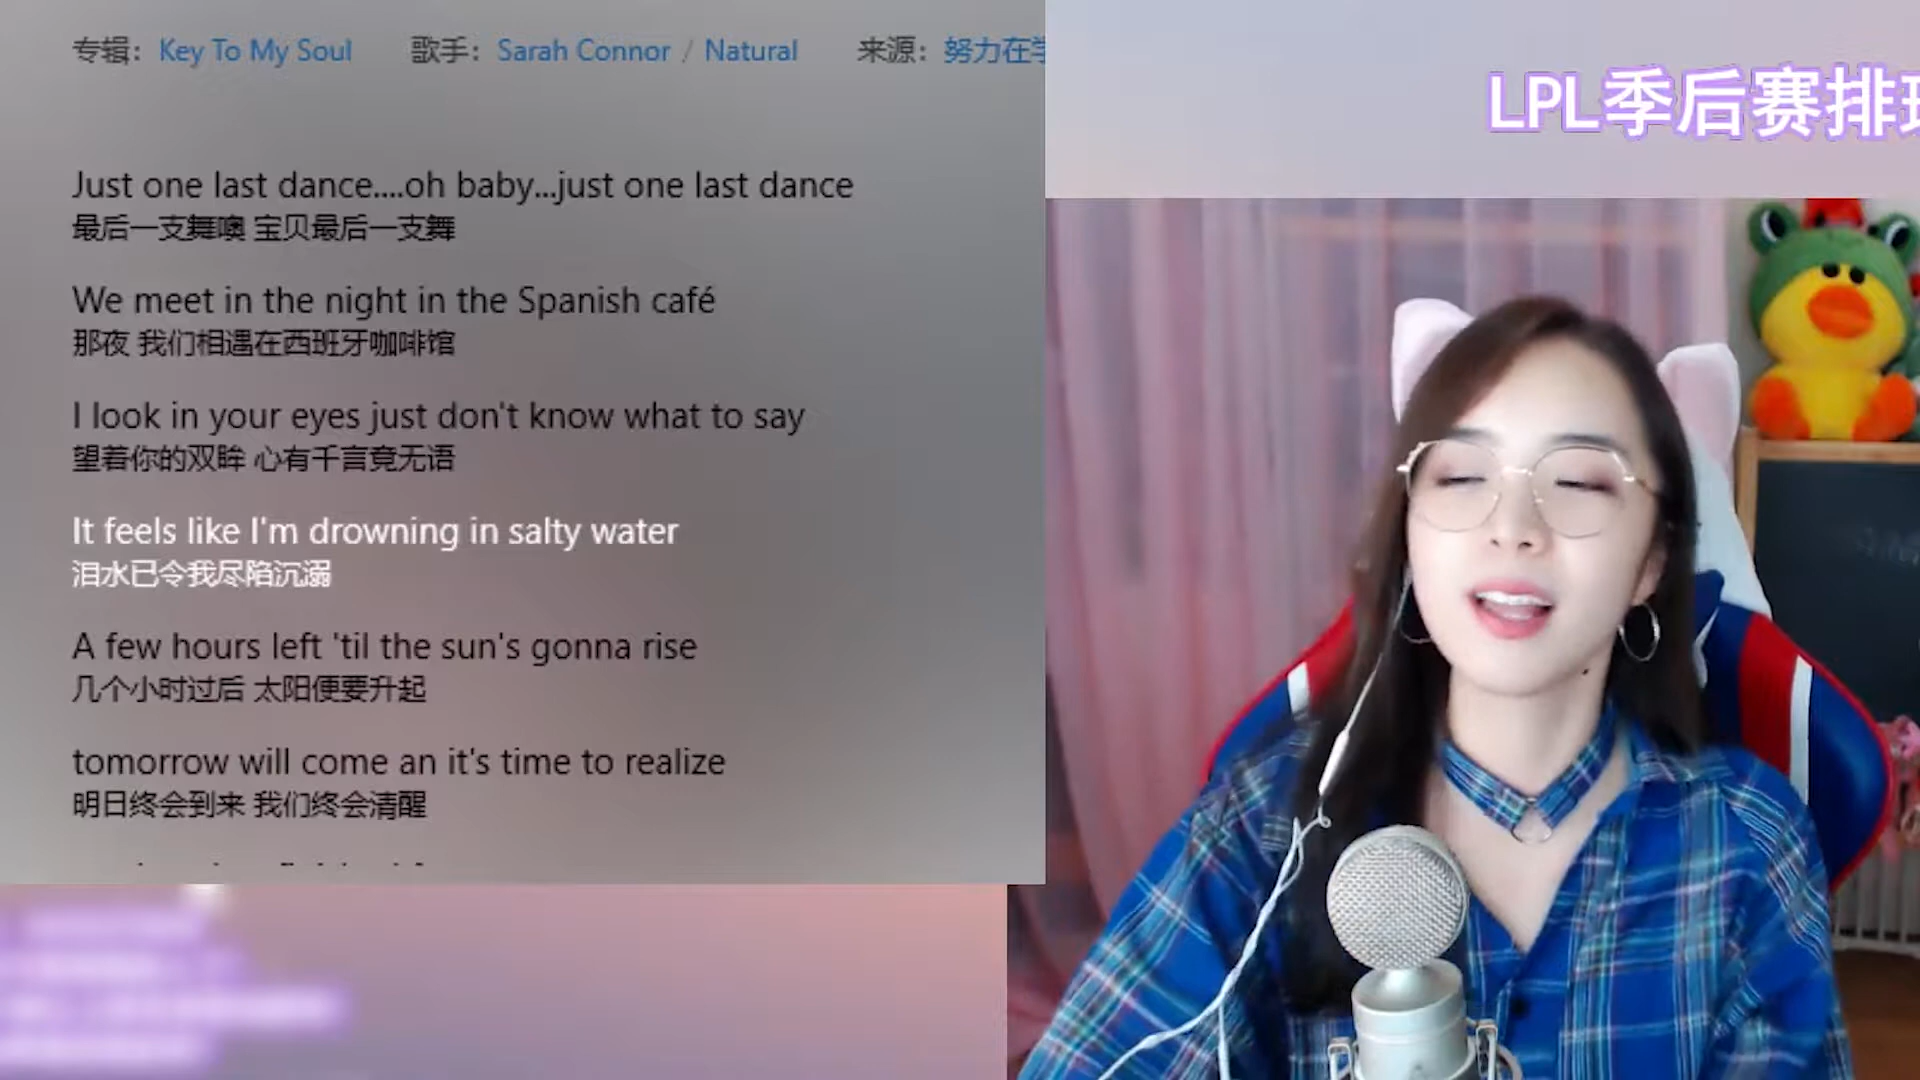 专辑：Key To My Soul 歌手：Sarah Connor / Natural 来源：努力在学
LPL季后赛排班
Just one last dance....oh baby...just one last dance
最后一支舞噢 宝贝最后一支舞
We meet in the night in the Spanish café
那夜 我们相遇在西班牙咖啡馆
I look in your eyes just don't know what to say
望着你的双眸 心有千言竟无语
It feels like I'm drowning in salty water
泪水已令我尽陷沉溺
A few hours left 'til the sun's gonna rise
几个小时过后 太阳便要升起
tomorrow will come an it's time to realize
明日终会到来 我们终会清醒